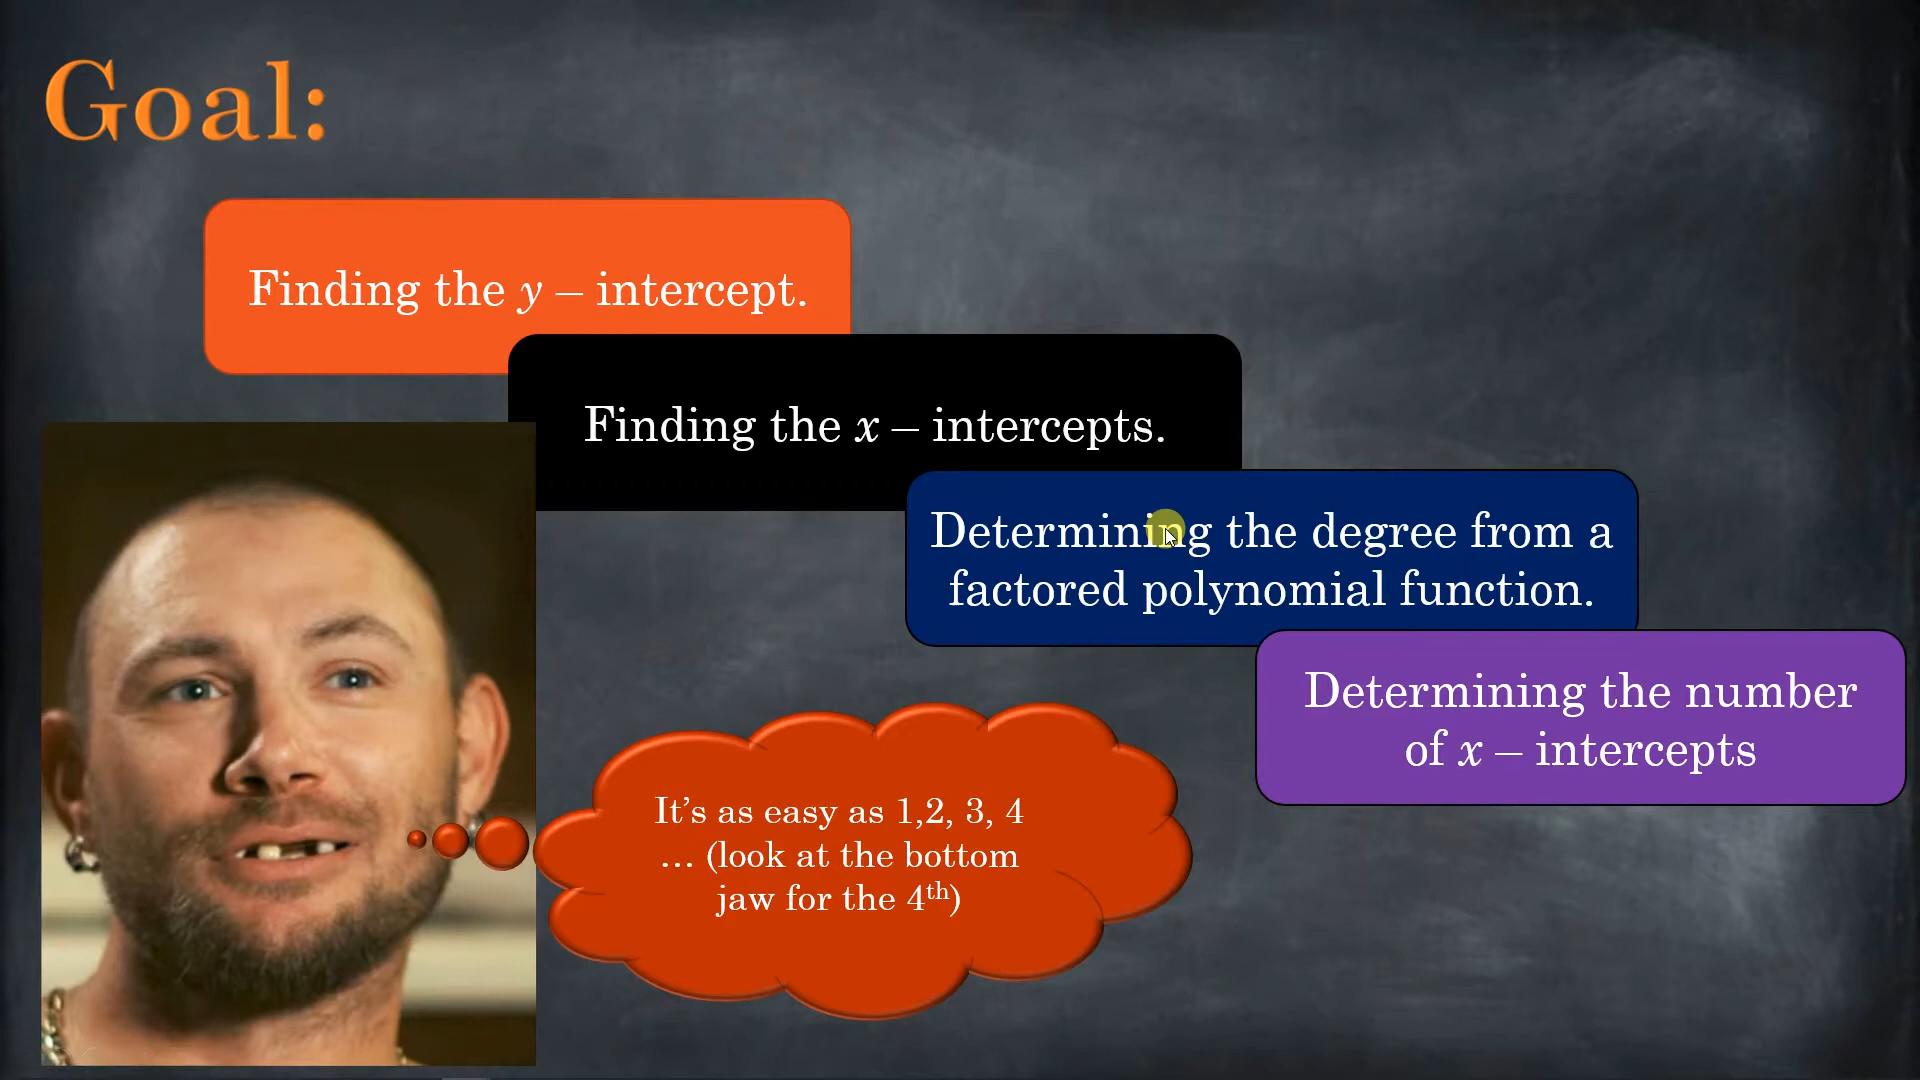 Goal:
Finding the y – intercept.
Finding the x – intercepts.
Determining the degree from a
factored polynomial function.
Determining the number
of x – intercepts
It’s as easy as 1,2, 3, 4
… (look at the bottom
jaw for the 4th)